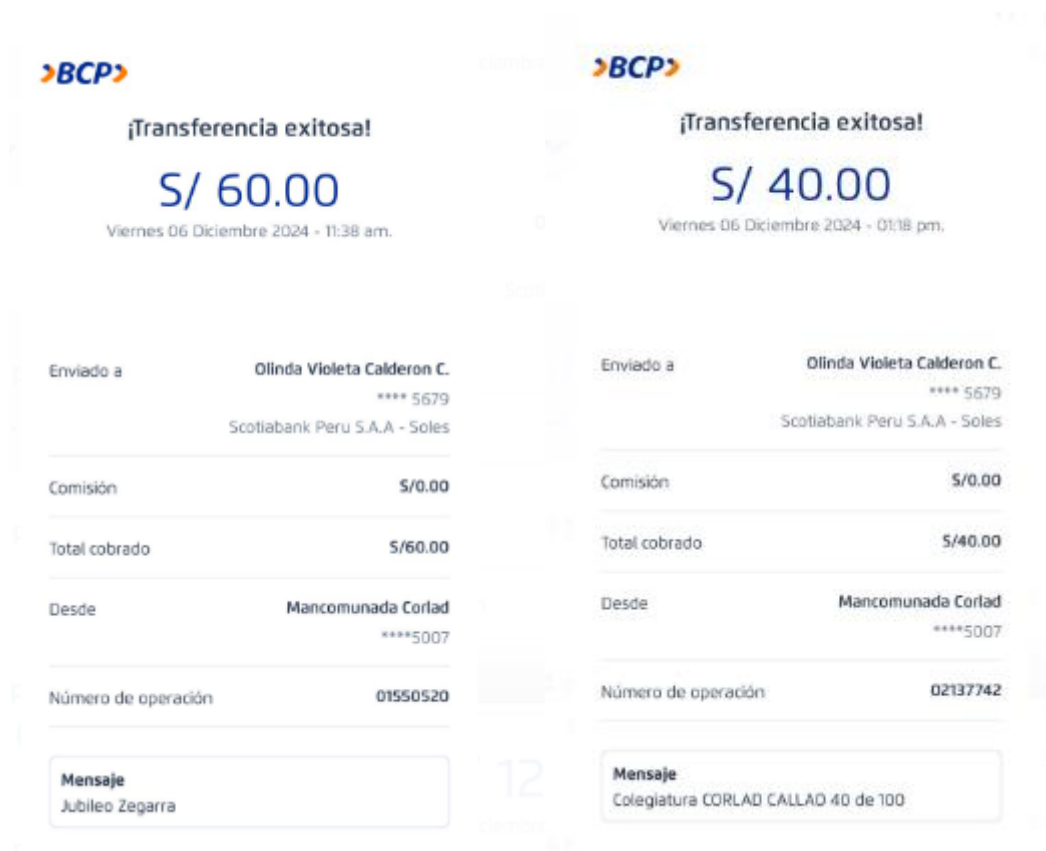 BCP
¡Transferencia exitosa!
S/ 60.00
Viernes 06 Diciembre 2024 - 11:38 am.
Enviado a Olinda Violeta Calderon C.
**** 5679
Scotiabank Peru S.A.A - Soles
Comisión S/0.00
Total cobrado S/60.00
Desde Mancomunada Corlad
****5007
Número de operación 01550520
Mensaje
Jubileo Zegarra
BCP
¡Transferencia exitosa!
S/ 40.00
Viernes 06 Diciembre 2024 - 01:18 pm.
Enviado a Olinda Violeta Calderon C.
**** 5679
Scotiabank Peru S.A.A - Soles
Comisión S/0.00
Total cobrado S/40.00
Desde Mancomunada Corlad
****5007
Número de operación 02137742
Mensaje
Colegiatura CORLAD CALLAO 40 de 100
12